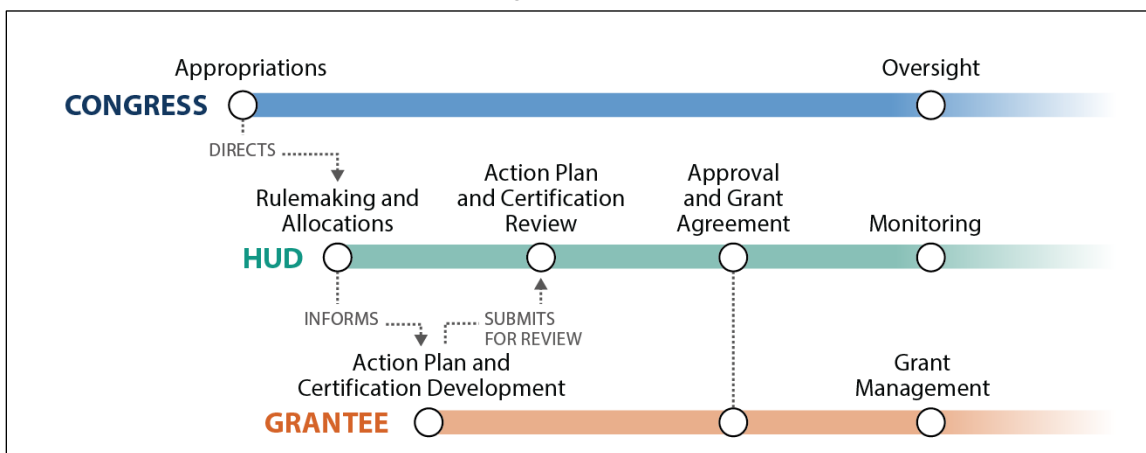 Appropriations
Oversight
CONGRESS
DIRECTS
Rulemaking and
Allocations
Action Plan
and Certification
Review
Approval
and Grant
Agreement
Monitoring
HUD
INFORMS
SUBMITS
FOR REVIEW
Action Plan and
Certification Development
Grant
Management
GRANTEE